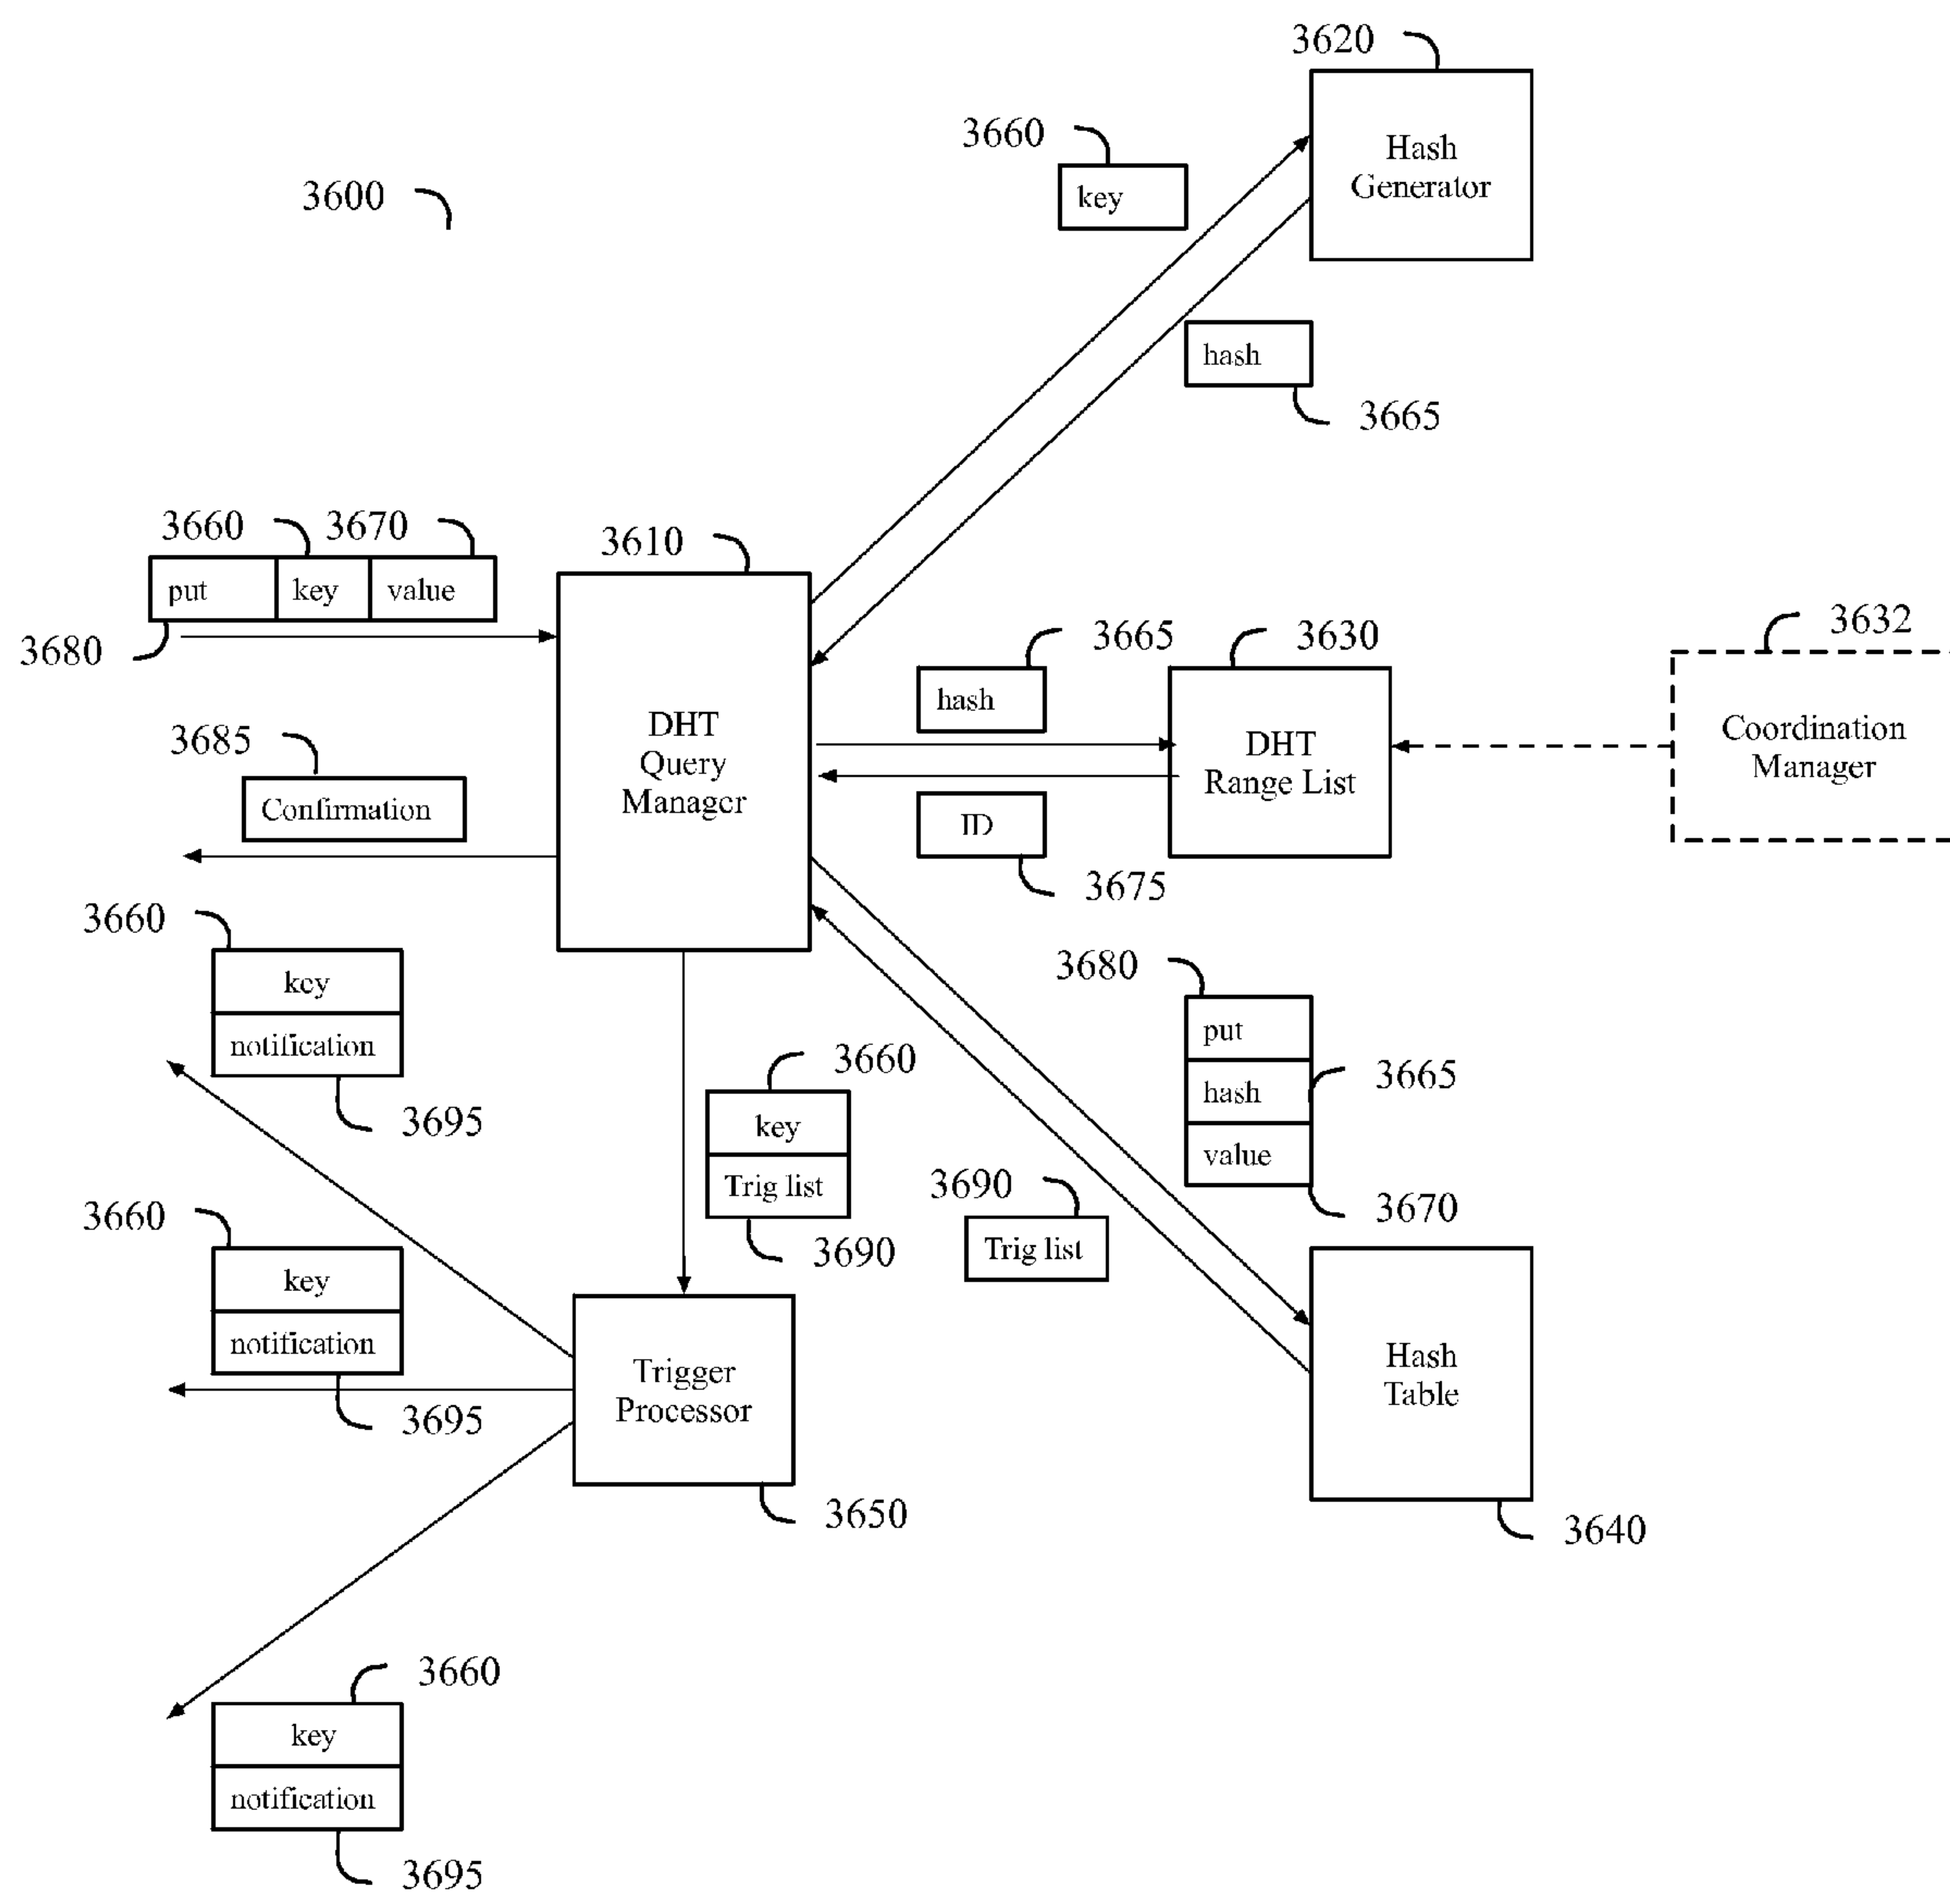 3620
3660
Hash
Generator
key
3600
hash
3665
3660
3670
3610
put
key
value
3680
3665
3630
3632
hash
DHT
Query
Manager
DHT
Range List
Coordination
Manager
3685
Confirmation
ID
3675
3660
key
notification
3695
3680
put
hash
value
3665
3670
3660
key
Trig list
3690
3690
Trig list
3660
key
notification
3695
Trigger
Processor
3650
Hash
Table
3640
3660
key
notification
3695